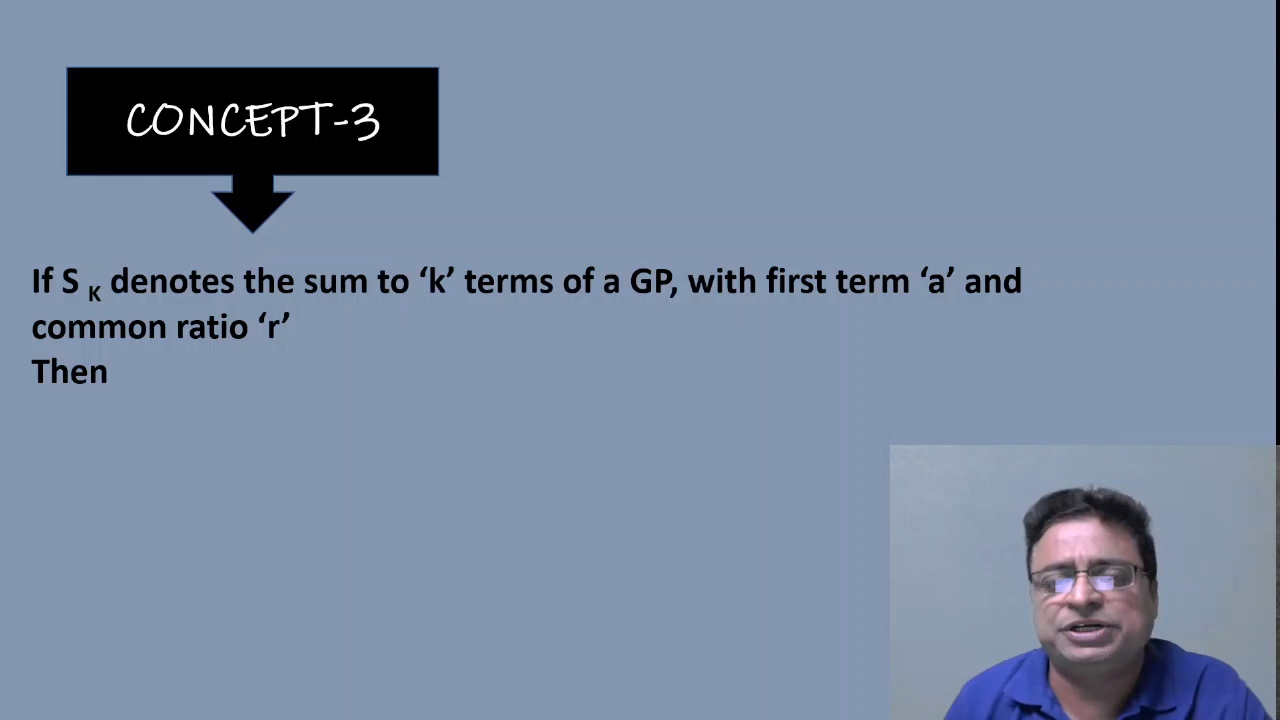 CONCEPT-3
If S K denotes the sum to ‘k’ terms of a GP, with first term ‘a’ and
common ratio ‘r’
Then